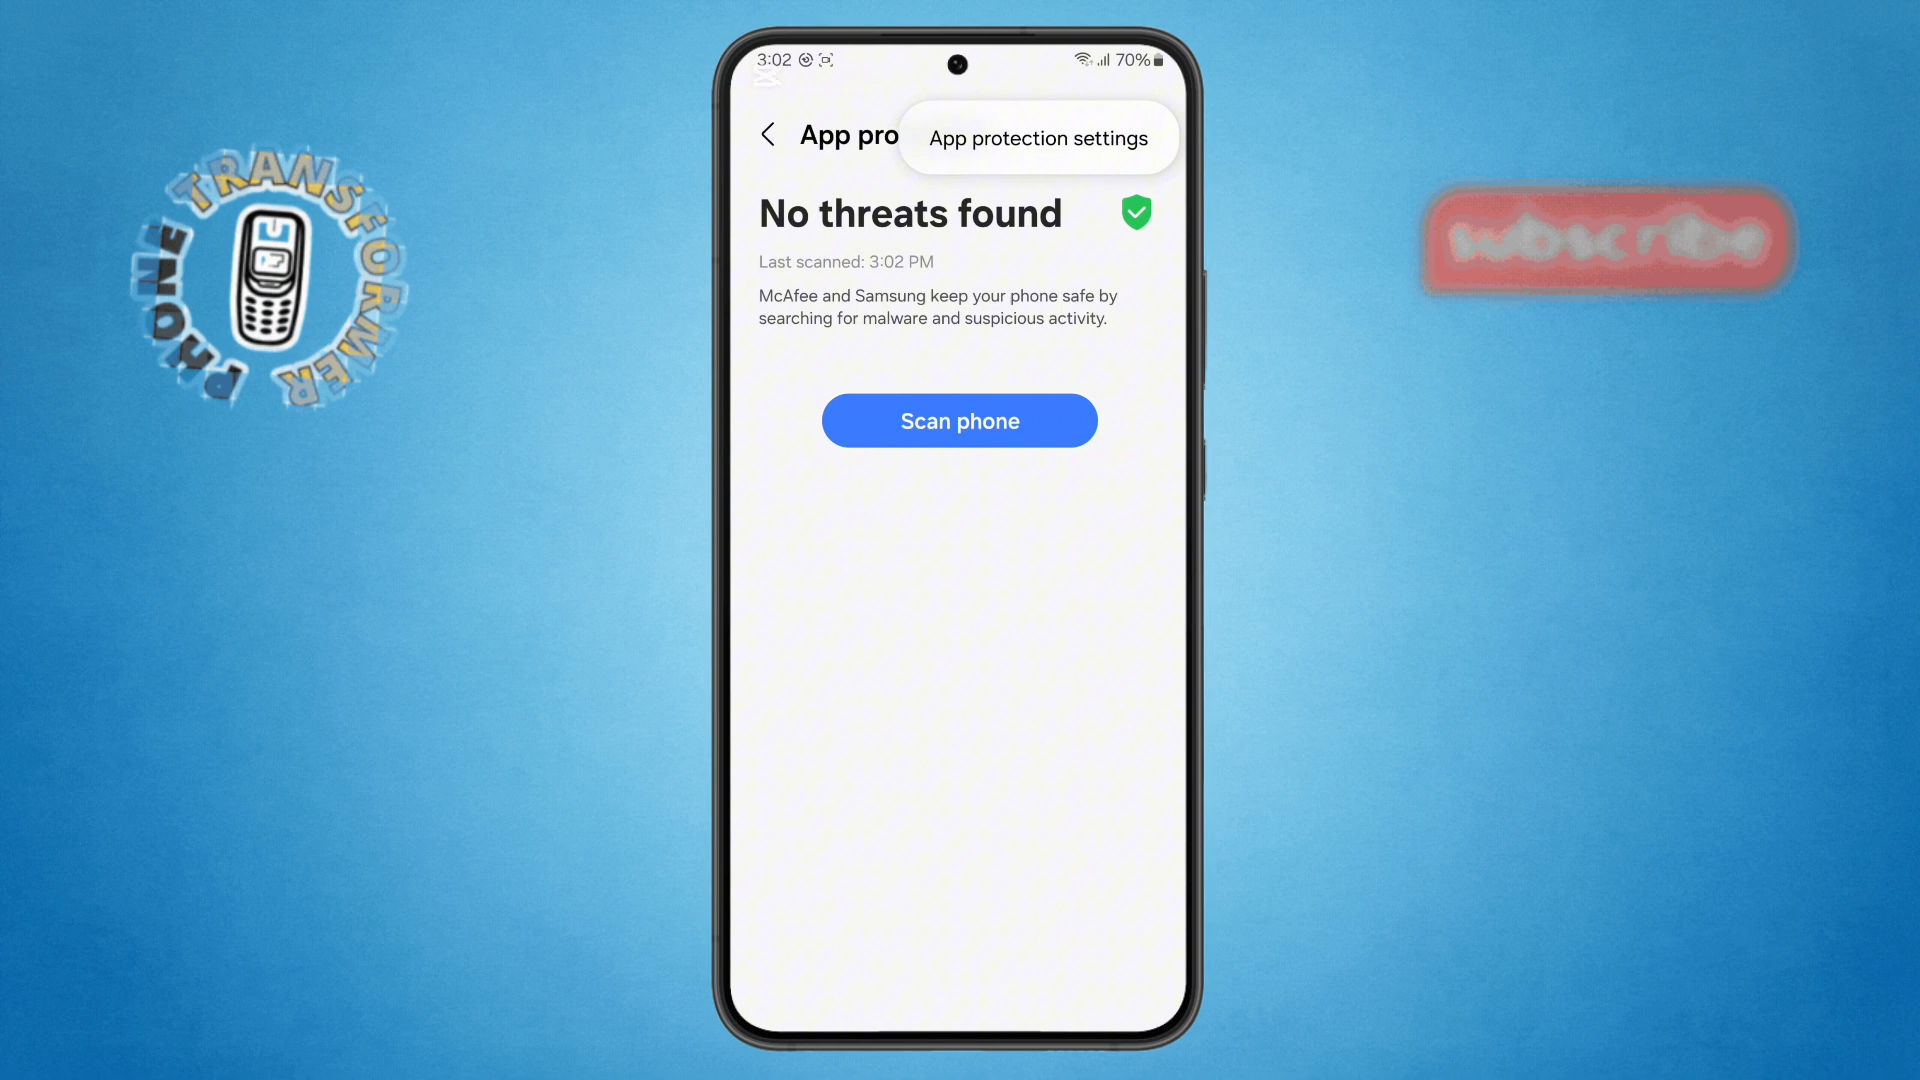 PHONE TRANSFORMER
3:02
70%
App pro
App protection settings
No threats found
Last scanned: 3:02 PM
McAfee and Samsung keep your phone safe by
searching for malware and suspicious activity.
Scan phone
subscribe